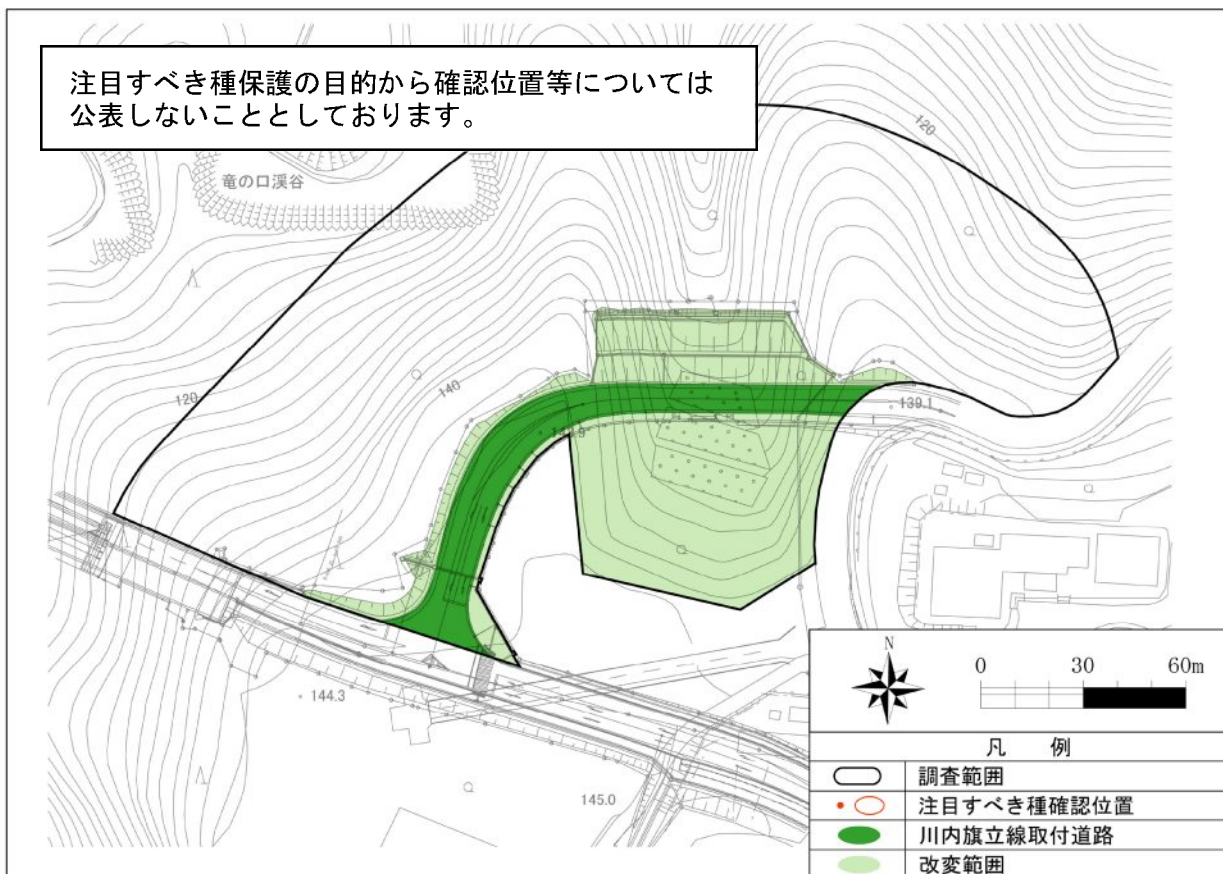 注目すべき種保護の目的から確認位置等については
公表しないこととしております。
120
竜の口渓谷
140
120
139.1
144.3
145.0
N
0 30 60m
凡 例
調査範囲
注目すべき種確認位置
川内旗立線取付道路
改変範囲